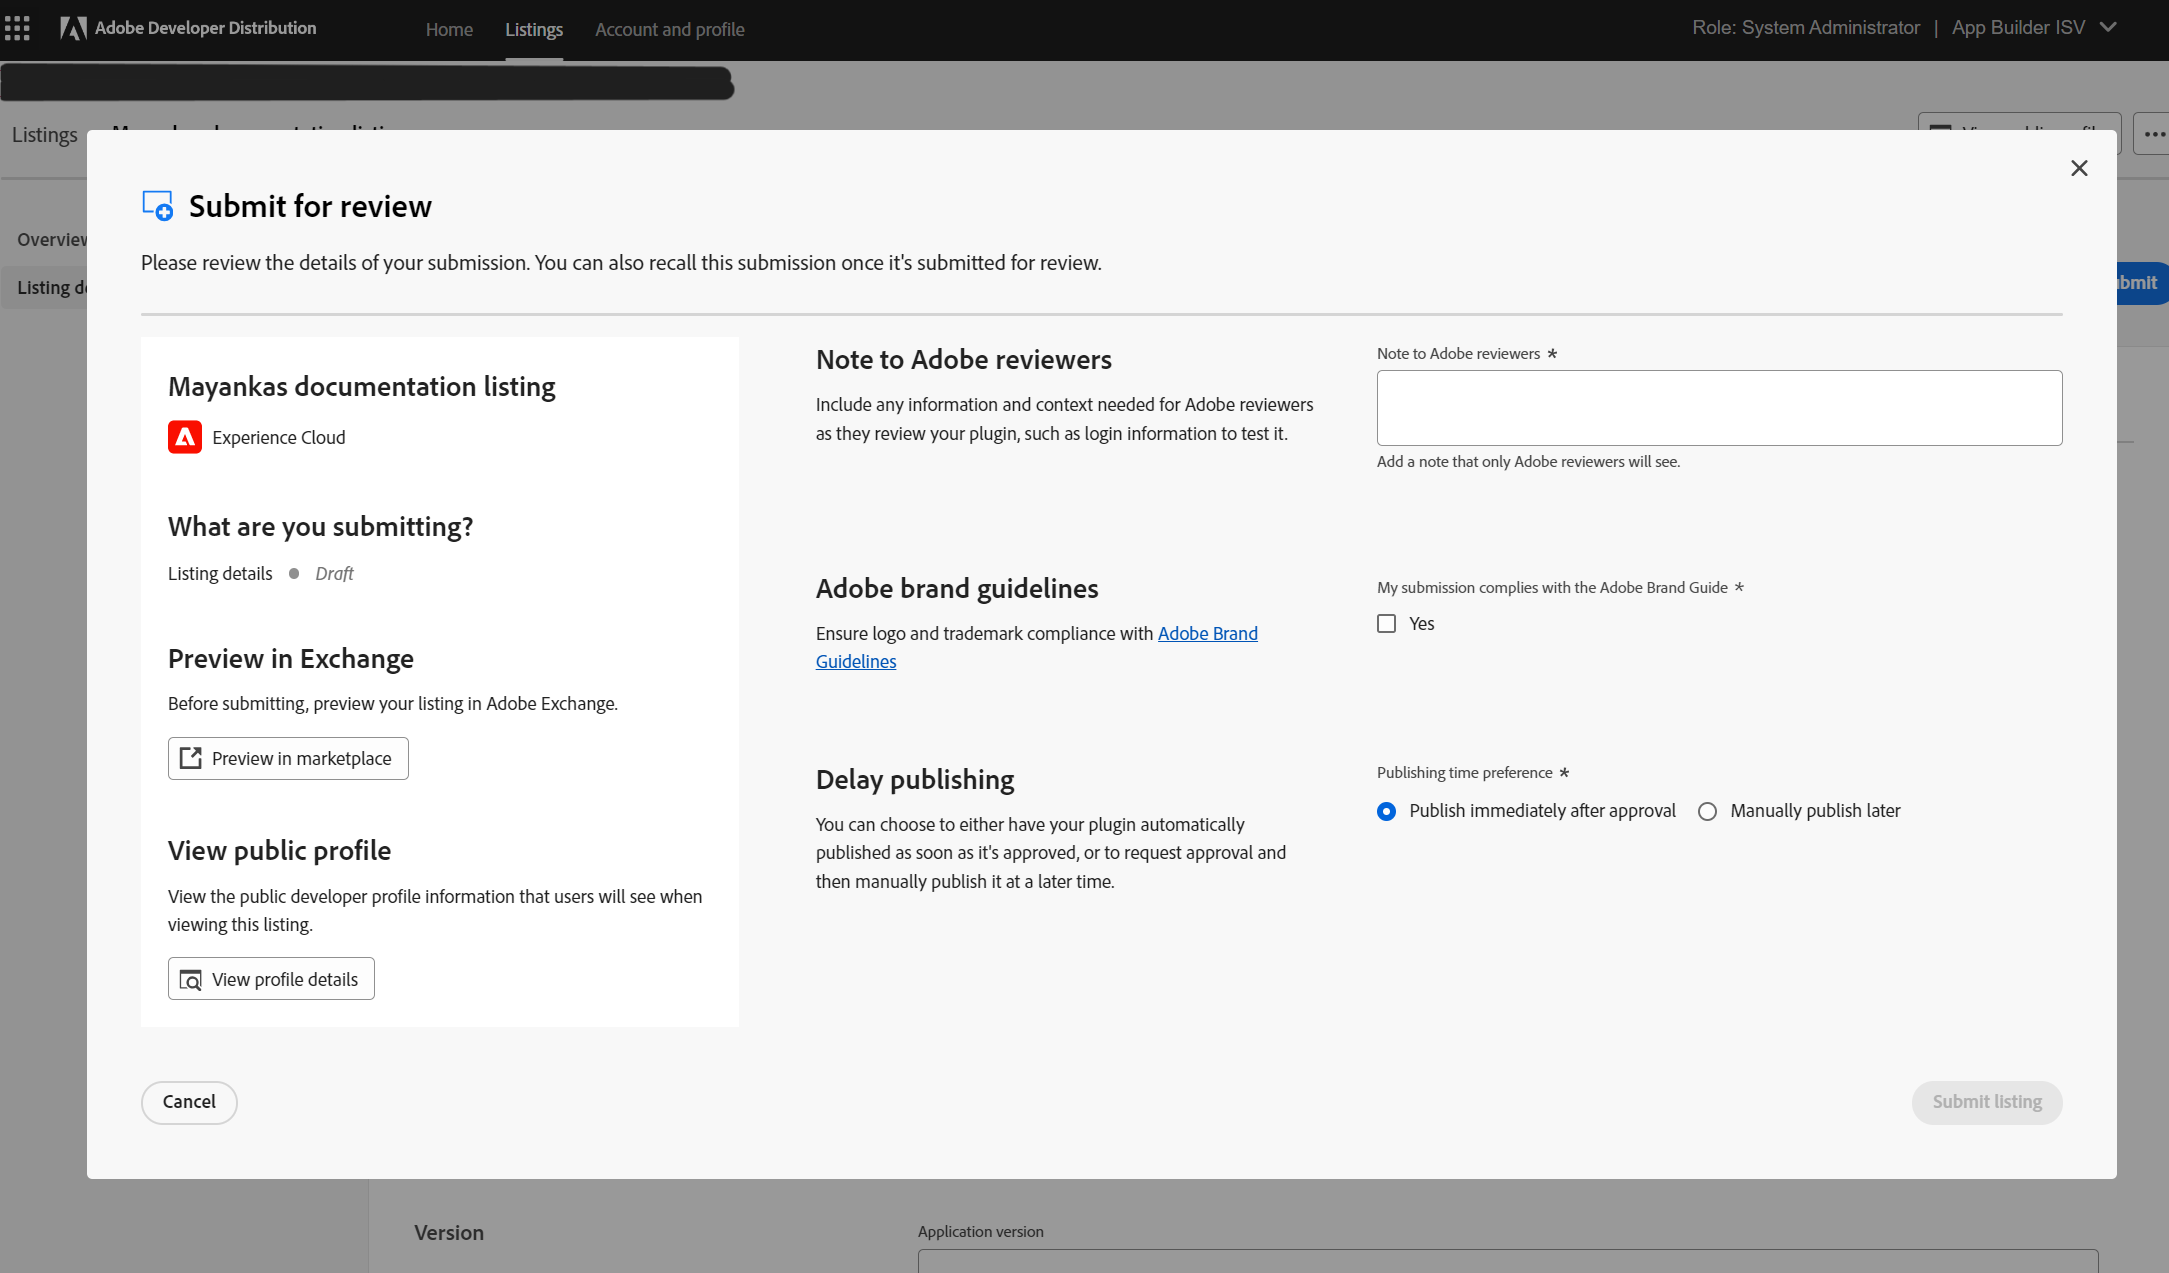 Adobe Developer Distribution
Home
Listings
Account and profile
Role: System Administrator | App Builder ISV
Listings
Overview
Listing de
bmit
Submit for review
Please review the details of your submission. You can also recall this submission once it's submitted for review.
Mayankas documentation listing
Experience Cloud
What are you submitting?
Listing details
Draft
Preview in Exchange
Before submitting, preview your listing in Adobe Exchange.
Preview in marketplace
View public profile
View the public developer profile information that users will see when
viewing this listing.
View profile details
Note to Adobe reviewers
Include any information and context needed for Adobe reviewers
as they review your plugin, such as login information to test it.
Note to Adobe reviewers *
Add a note that only Adobe reviewers will see.
Adobe brand guidelines
Ensure logo and trademark compliance with Adobe Brand
Guidelines
My submission complies with the Adobe Brand Guide *
Yes
Delay publishing
You can choose to either have your plugin automatically
published as soon as it's approved, or to request approval and
then manually publish it at a later time.
Publishing time preference *
Publish immediately after approval
Manually publish later
Cancel
Submit listing
Version
Application version